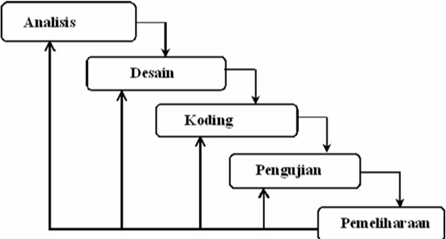 Analisis
Desain
Koding
Pengujian
Pemeliharaan